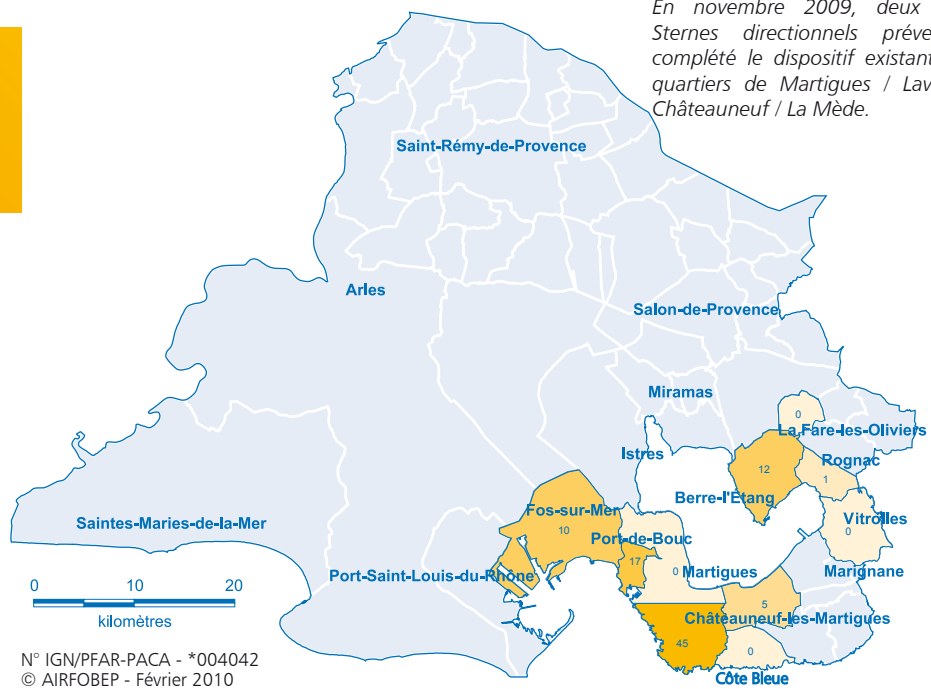 En novembre 2009, deux
Sternes directionnels préve
complété le dispositif existant
quartiers de Martigues / Lav
Châteauneuf / La Mède.
Saint-Rémy-de-Provence
Arles
Salon-de-Provence
Miramas
0
La Fare-les-Oliviers
Istres
Rognac
12
1
Berre-l'Étang
Fos-sur-Mer
Vitrolles
Saintes-Maries-de-la-Mer
10
0
Port-de-Bouc
17
0
Martigues
Marignane
Port-Saint-Louis-du-Rhône
0 10 20
kilomètres
5
Châteauneuf-les-Martigues
45
0
Côte Bleue
N° IGN/PFAR-PACA - *004042
© AIRFOBEP - Février 2010